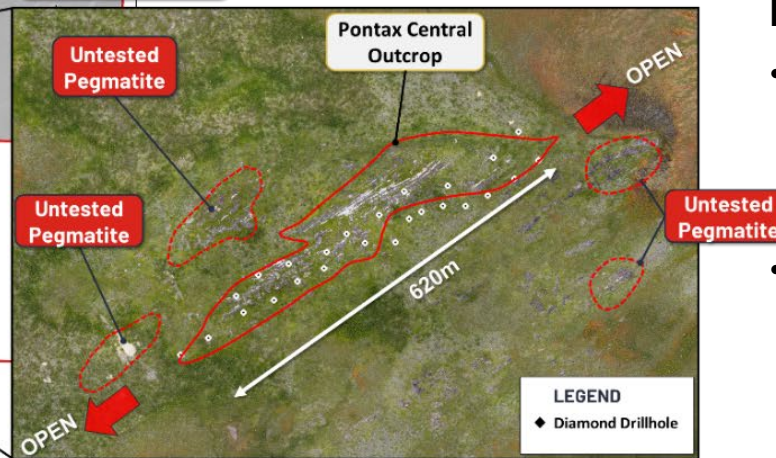 Pontax Central
Outcrop
Untested
Pegmatite
OPEN
Untested
Pegmatite
Untested
Pegmatite
620m
LEGEND
Diamond Drillhole
OPEN